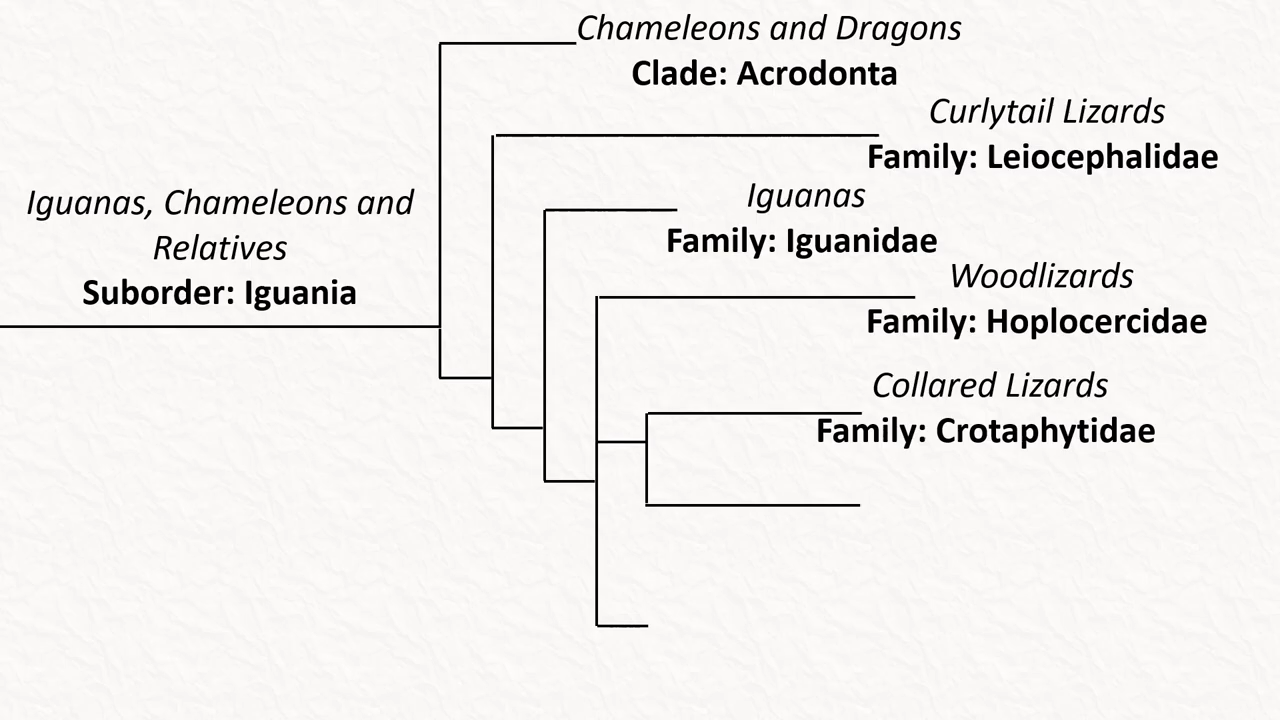 Chameleons and Dragons
Clade: Acrodonta
Curlytail Lizards
Family: Leiocephalidae
Iguanas
Family: Iguanidae
Iguanas, Chameleons and
Relatives
Suborder: Iguania
Woodlizards
Family: Hoplocercidae
Collared Lizards
Family: Crotaphytidae